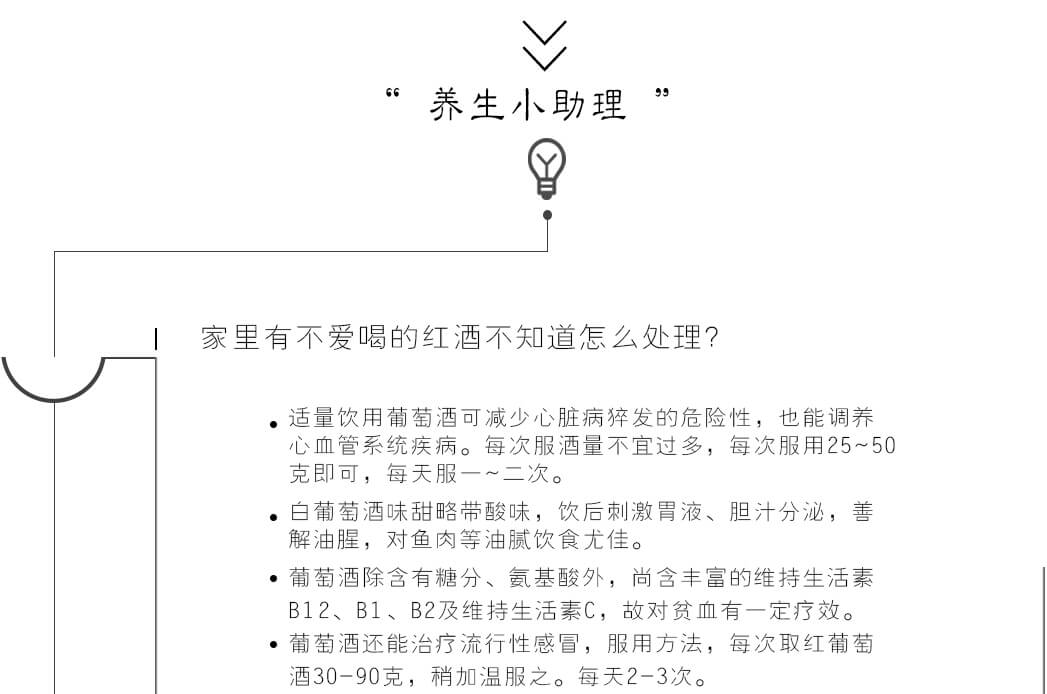 “ 养生小助理 ”
家里有不爱喝的红酒不知道怎么处理?
• 适量饮用葡萄酒可减少心脏病猝发的危险性，也能调养
心血管系统疾病。每次服酒量不宜过多，每次服用25~50
克即可，每天服一~二次。
• 白葡萄酒味甜略带酸味，饮后刺激胃液、胆汁分泌，善
解油腥，对鱼肉等油腻饮食尤佳。
• 葡萄酒除含有糖分、氨基酸外，尚含丰富的维持生活素
B12、B1、B2及维持生活素C，故对贫血有一定疗效。
• 葡萄酒还能治疗流行性感冒，服用方法，每次取红葡萄
酒30-90克，稍加温服之。每天2-3次。